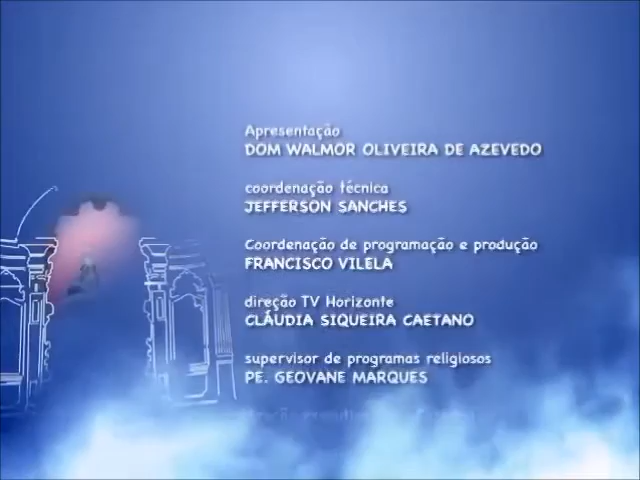 Apresentação
DOM WALMOR OLIVEIRA DE AZEVEDO
coordenação técnica
JEFFERSON SANCHES
Coordenação de programação e produção
FRANCISCO VILELA
direção TV Horizonte
CLÁUDIA SIQUEIRA CAETANO
supervisor de programas religiosos
PE. GEOVANE MARQUES